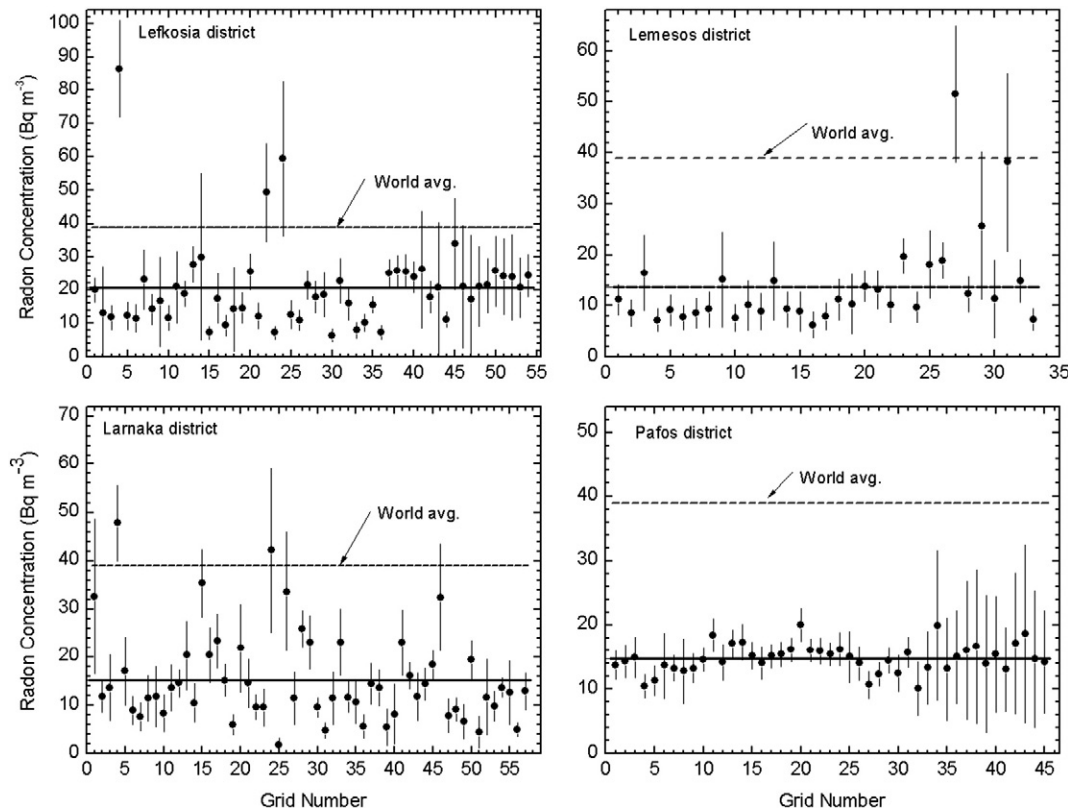 Lefkosia district
Radon Concentration (Bq m⁻³)
World avg.
100
90
80
70
60
50
40
30
20
10
0
0 5 10 15 20 25 30 35 40 45 50 55
Lemesos district
World avg.
60
50
40
30
20
10
0
0 5 10 15 20 25 30 35
Larnaka district
Radon Concentration (Bq m⁻³)
World avg.
70
60
50
40
30
20
10
0
0 5 10 15 20 25 30 35 40 45 50 55
Grid Number
Pafos district
World avg.
50
40
30
20
10
0
0 5 10 15 20 25 30 35 40 45
Grid Number